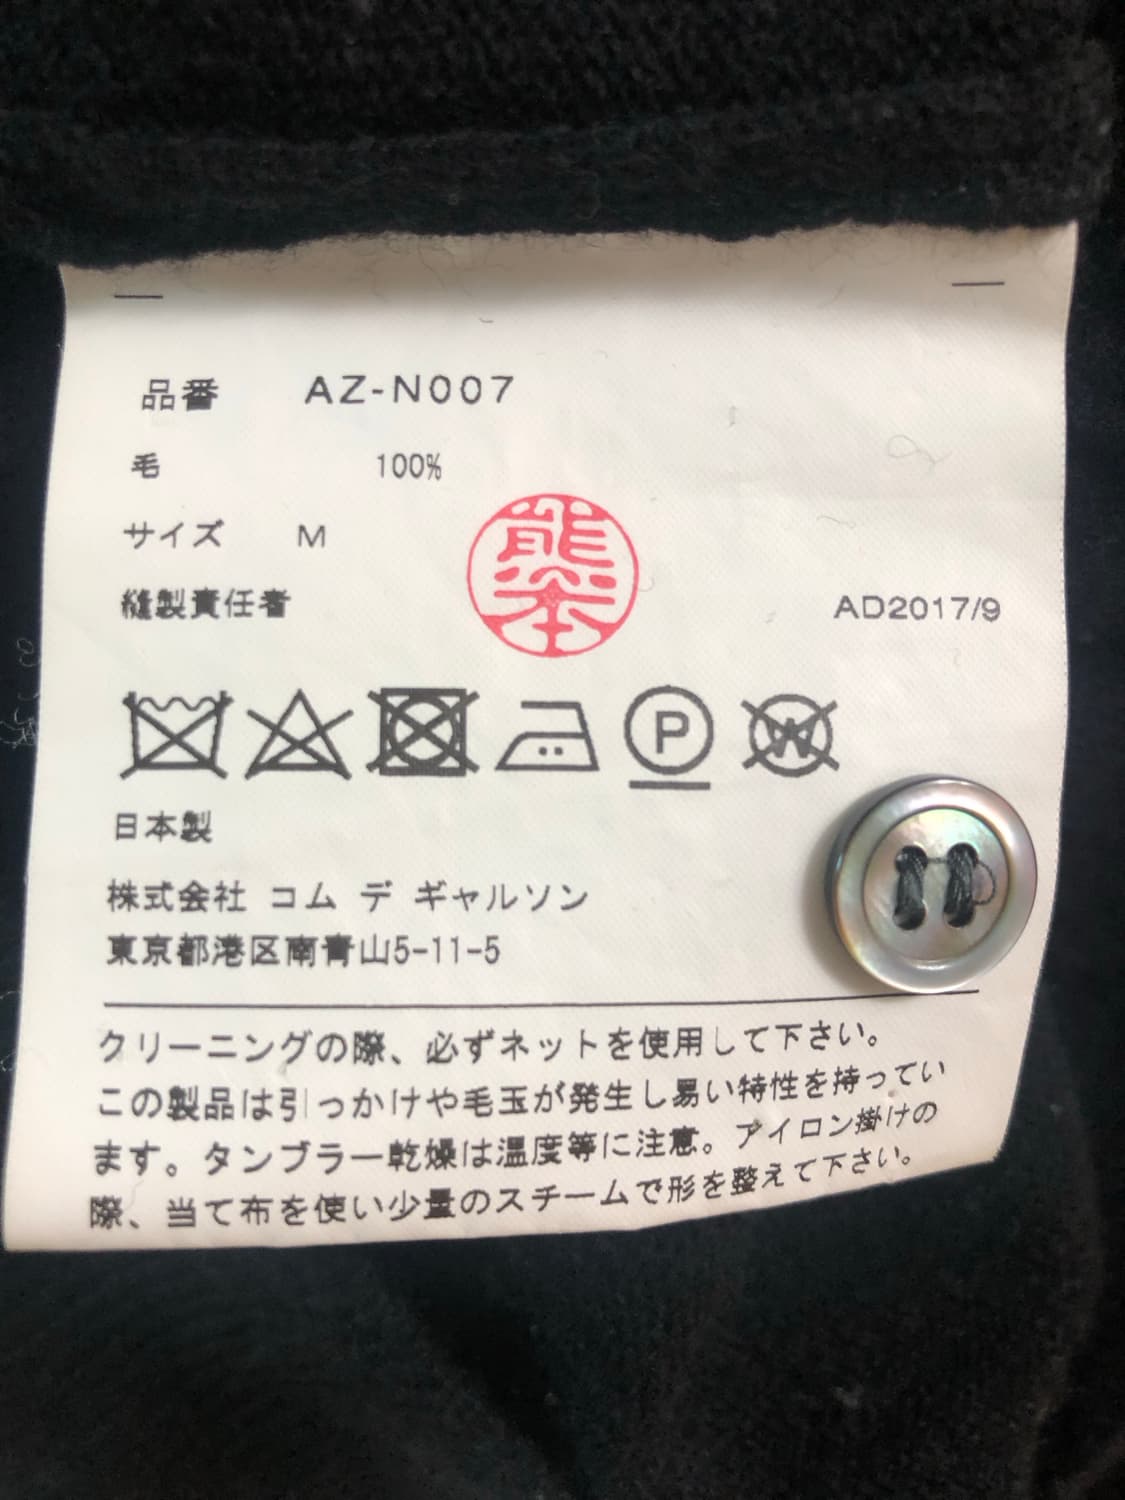 品番 AZ-N007
毛 100%
サイズ M
縫製責任者
熊本
AD2017/9
P
W
日本製
株式会社 コム デ ギャルソン
東京都港区南青山5-11-5
クリーニングの際、必ずネットを使用して下さい。
この製品は引っかけや毛玉が発生し易い特性を持ってい
ます。タンブラー乾燥は温度等に注意。アイロン掛けの
際、当て布を使い少量のスチームで形を整えて下さい。